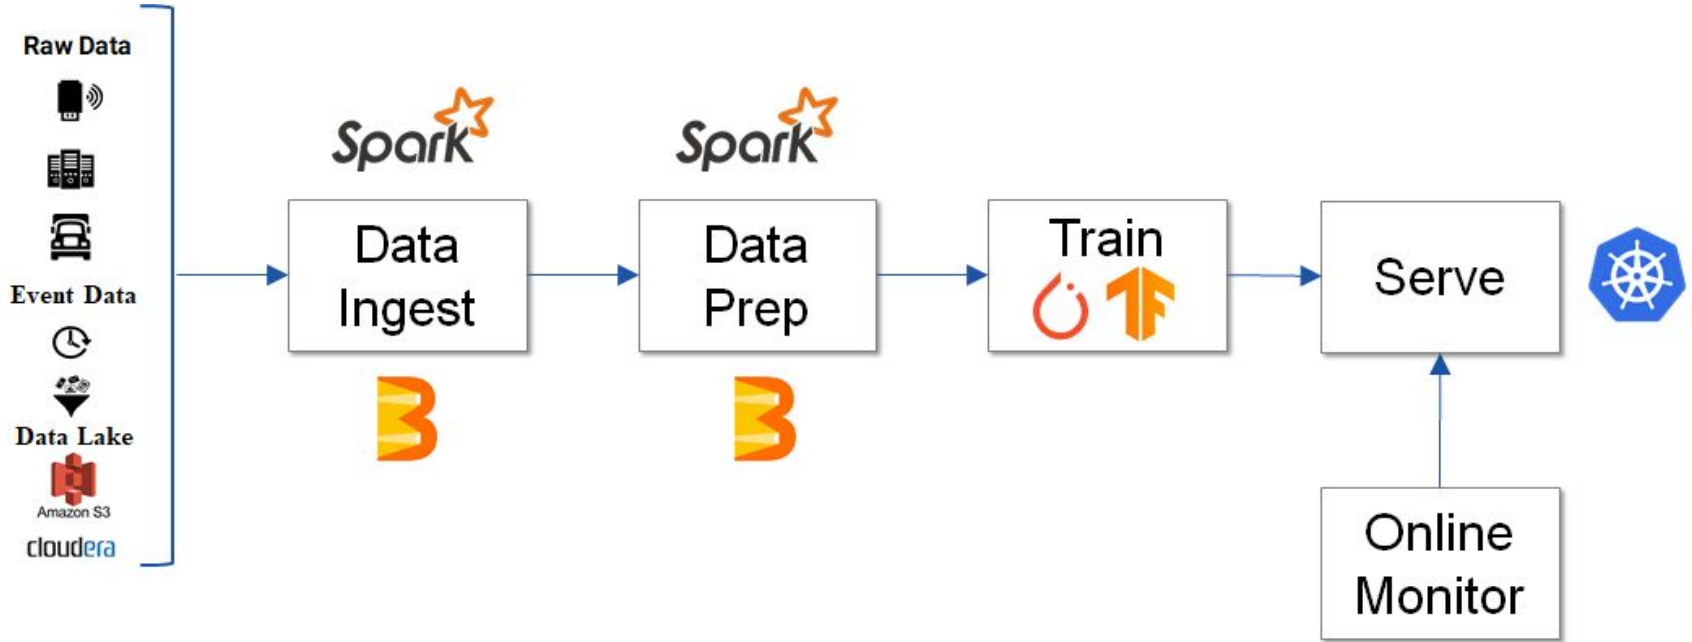 Raw Data
Event Data
Data Lake
Amazon S3
cloudera
Spark
Data
Ingest
Spark
Data
Prep
Train
Serve
Online
Monitor